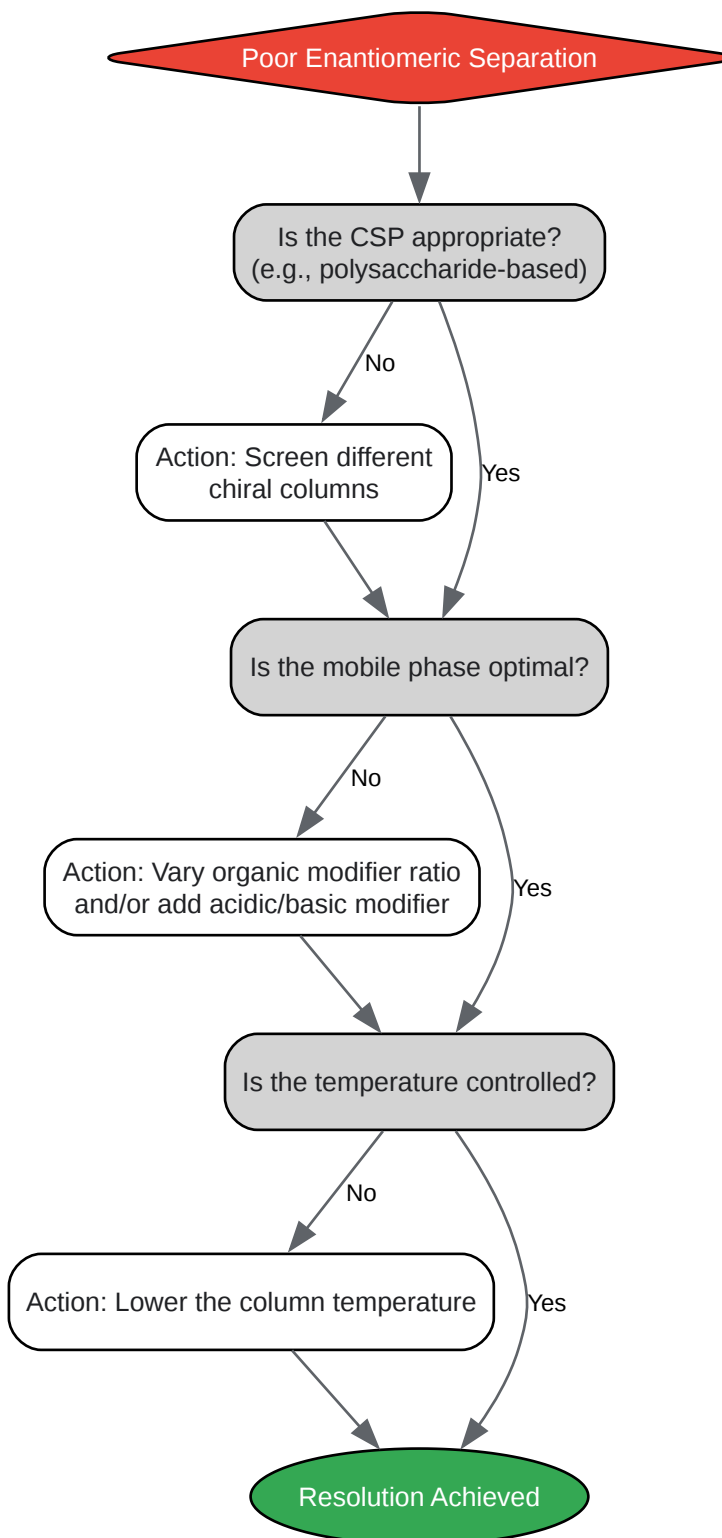 Poor Enantiomeric Separation
Is the CSP appropriate?
(e.g., polysaccharide-based)
No
Action: Screen different
chiral columns
Yes
Is the mobile phase optimal?
No
Action: Vary organic modifier ratio
and/or add acidic/basic modifier
Yes
Is the temperature controlled?
No
Action: Lower the column temperature
Yes
Resolution Achieved